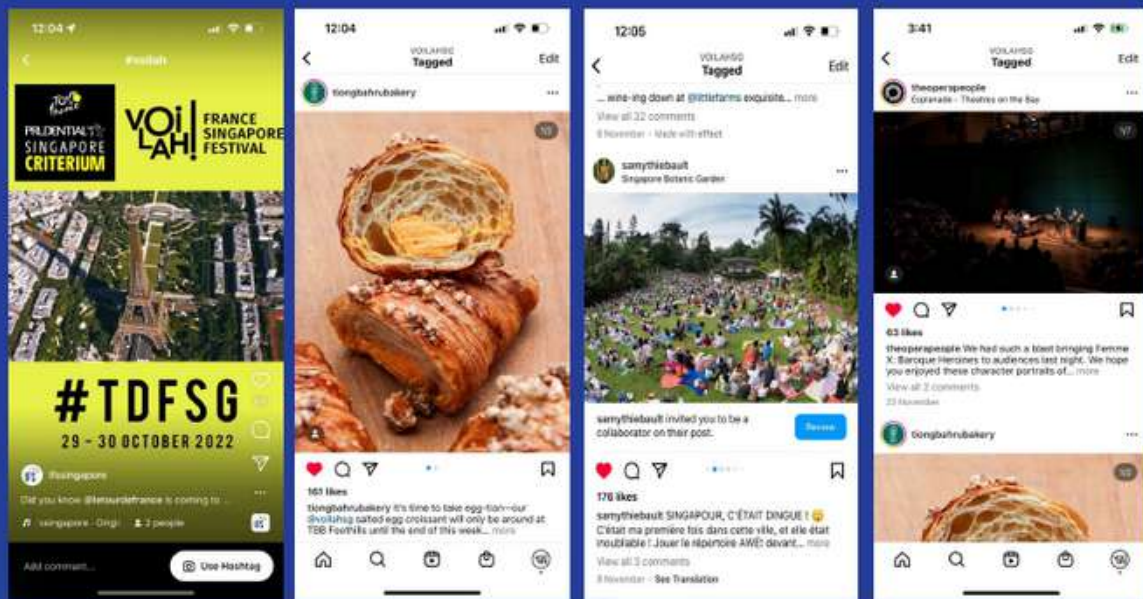 12:04
#voilah
TOUR
france
PRUDENTIAL
SINGAPORE
CRITERIUM
VOILAH!
FRANCE
SINGAPORE
FESTIVAL
#TDFSG
29 - 30 OCTOBER 2022
Did you know @letourdefrance is coming to ...
2 people
Add comment...
Use Hashtag
12:04
VOILAHSG
Tagged
Edit
tiongbahrubakery
161 likes
tiongbahrubakery It's time to take egg-tion—our
@voilahsg salted egg croissant will only be around at
TBB Foothills until the end of this week... more
12:05
VOILAHSG
Tagged
Edit
... wine-ing down at @littlefarms exquisite... more
View all 32 comments
8 November · Made with effect
samythiebault
Singapore Botanic Garden
samythiebault invited you to be a
collaborator on their post.
Review
176 likes
samythiebault SINGAPOUR, C'ÉTAIT DINGUE !
C'était ma première fois dans cette ville, et elle était
inoubliable ! Jouer le répertoire AWE! devant... more
View all 3 comments
8 November · See Translation
3:41
VOILAHSG
Tagged
Edit
theoperapeople
Esplanade - Theatres on the Bay
1/7
63 likes
theoperapeople We had such a blast bringing Femme
X: Baroque Heroines to audiences last night. We hope
you enjoyed these character portraits of... more
View all 2 comments
23 November
tiongbahrubakery